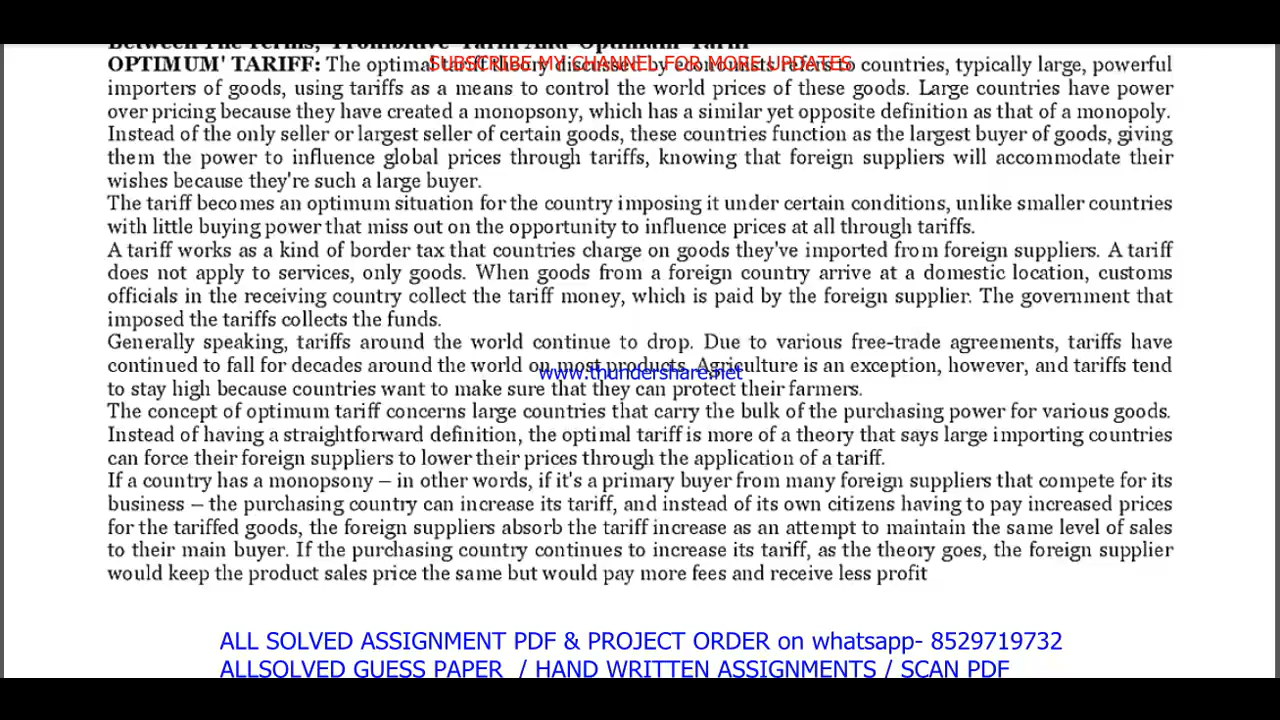 Between The Terms, 'Prohibitive' Tariff And 'Optimum' Tariff
OPTIMUM' TARIFF: The optimal tariff theory discussed by economists refers to countries, typically large, powerful
SUBSCRIBE MY CHANNEL FOR MORE UPDATES
importers of goods, using tariffs as a means to control the world prices of these goods. Large countries have power
over pricing because they have created a monopsony, which has a similar yet opposite definition as that of a monopoly.
Instead of the only seller or largest seller of certain goods, these countries function as the largest buyer of goods, giving
them the power to influence global prices through tariffs, knowing that foreign suppliers will accommodate their
wishes because they're such a large buyer.
The tariff becomes an optimum situation for the country imposing it under certain conditions, unlike smaller countries
with little buying power that miss out on the opportunity to influence prices at all through tariffs.
A tariff works as a kind of border tax that countries charge on goods they've imported from foreign suppliers. A tariff
does not apply to services, only goods. When goods from a foreign country arrive at a domestic location, customs
officials in the receiving country collect the tariff money, which is paid by the foreign supplier. The government that
imposed the tariffs collects the funds.
Generally speaking, tariffs around the world continue to drop. Due to various free-trade agreements, tariffs have
continued to fall for decades around the world on most products. Agriculture is an exception, however, and tariffs tend
www.thundershare.net
to stay high because countries want to make sure that they can protect their farmers.
The concept of optimum tariff concerns large countries that carry the bulk of the purchasing power for various goods.
Instead of having a straightforward definition, the optimal tariff is more of a theory that says large importing countries
can force their foreign suppliers to lower their prices through the application of a tariff.
If a country has a monopsony – in other words, if it's a primary buyer from many foreign suppliers that compete for its
business – the purchasing country can increase its tariff, and instead of its own citizens having to pay increased prices
for the tariffed goods, the foreign suppliers absorb the tariff increase as an attempt to maintain the same level of sales
to their main buyer. If the purchasing country continues to increase its tariff, as the theory goes, the foreign supplier
would keep the product sales price the same but would pay more fees and receive less profit
ALL SOLVED ASSIGNMENT PDF & PROJECT ORDER on whatsapp- 8529719732
ALLSOLVED GUESS PAPER / HAND WRITTEN ASSIGNMENTS / SCAN PDF